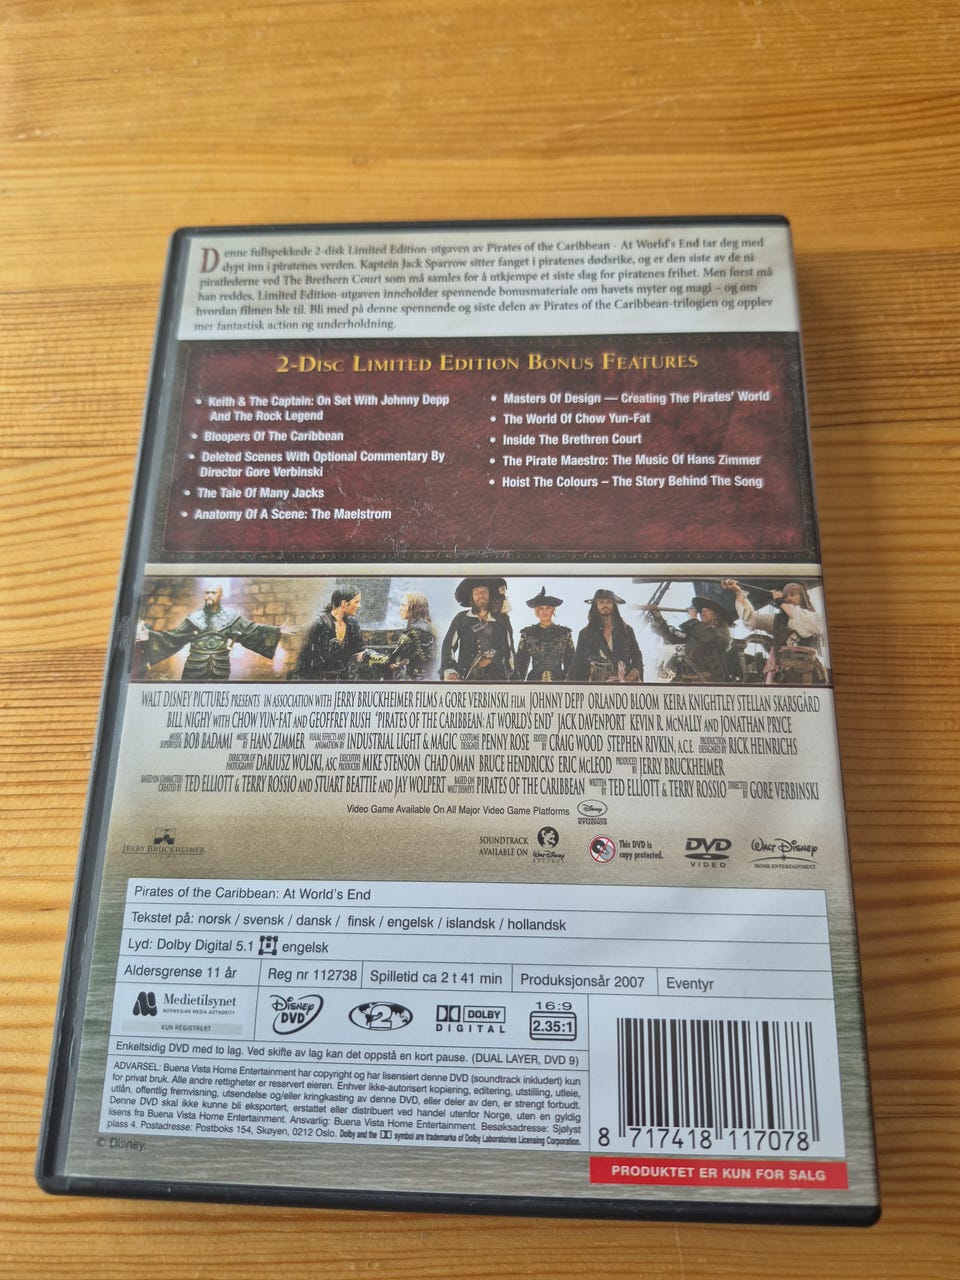 Denne fullspekkede 2-disk Limited Edition-utgaven av Pirates of the Caribbean - At World's End tar deg med
dypt inn i piratenes verden. Kaptein Jack Sparrow sitter fanget i piratenes dødsrike, og er den siste av de ni
piratlederne ved The Brethern Court som må samles for å utkjempe et siste slag for piratenes frihet. Men først må
han reddes. Limited Edition-utgaven inneholder spennende bonusmateriale om havets myter og magi - og om
hvordan filmen ble til. Bli med på denne spennende og siste delen av Pirates of the Caribbean-trilogien og opplev
mer fantastisk action og underholdning.
2-DISC LIMITED EDITION BONUS FEATURES
• Keith & The Captain: On Set With Johnny Depp
And The Rock Legend
• Bloopers Of The Caribbean
• Deleted Scenes With Optional Commentary By
Director Gore Verbinski
• The Tale Of Many Jacks
• Anatomy Of A Scene: The Maelstrom
• Masters Of Design — Creating The Pirates' World
• The World Of Chow Yun-Fat
• Inside The Brethren Court
• The Pirate Maestro: The Music Of Hans Zimmer
• Hoist The Colours – The Story Behind The Song
WALT DISNEY PICTURES PRESENTS IN ASSOCIATION WITH JERRY BRUCKHEIMER FILMS A GORE VERBINSKI FILM JOHNNY DEPP ORLANDO BLOOM KEIRA KNIGHTLEY STELLAN SKARSGÅRD
BILL NIGHY WITH CHOW YUN-FAT AND GEOFFREY RUSH "PIRATES OF THE CARIBBEAN: AT WORLD'S END" JACK DAVENPORT KEVIN R. McNALLY AND JONATHAN PRYCE
MUSIC SUPERVISOR BOB BADAMI MUSIC BY HANS ZIMMER VISUAL EFFECTS AND ANIMATION BY INDUSTRIAL LIGHT & MAGIC COSTUME DESIGNER PENNY ROSE EDITED BY CRAIG WOOD STEPHEN RIVKIN, A.C.E. PRODUCTION DESIGNED BY RICK HEINRICHS
DIRECTOR OF PHOTOGRAPHY DARIUSZ WOLSKI, ASC EXECUTIVE PRODUCERS MIKE STENSON CHAD OMAN BRUCE HENDRICKS ERIC McLEOD PRODUCED BY JERRY BRUCKHEIMER
BASED ON CHARACTERS CREATED BY TED ELLIOTT & TERRY ROSSIO AND STUART BEATTIE AND JAY WOLPERT BASED ON WALT DISNEY'S PIRATES OF THE CARIBBEAN WRITTEN BY TED ELLIOTT & TERRY ROSSIO DIRECTED BY GORE VERBINSKI
Video Game Available On All Major Video Game Platforms
Disney
INTERACTIVE STUDIOS
JERRY BRUCKHEIMER
FILMS
SOUNDTRACK
AVAILABLE ON
WALT DISNEY
RECORDS
This DVD is
copy protected.
DVD
VIDEO
WALT DISNEY
HOME ENTERTAINMENT
Pirates of the Caribbean: At World's End
Tekstet på: norsk / svensk / dansk / finsk / engelsk / islandsk / hollandsk
Lyd: Dolby Digital 5.1 engelsk
Aldersgrense 11 år
Reg nr 112738
Spilletid ca 2 t 41 min
Produksjonsår 2007
Eventyr
Medietilsynet
NORWEGIAN MEDIA AUTHORITY
KUN REGISTRERT
DISNEY
DVD
2
DOLBY
DIGITAL
16:9
2.35:1
Enkeltsidig DVD med to lag. Ved skifte av lag kan det oppstå en kort pause. (DUAL LAYER, DVD 9)
ADVARSEL: Buena Vista Home Entertainment har copyright og har lisensiert denne DVD (soundtrack inkludert) kun
for privat bruk. Alle andre rettigheter er reservert eieren. Enhver ikke-autorisert kopiering, editering, utstilling, utleie,
utlån, offentlig fremvisning, utsendelse og/eller kringkasting av denne DVD, eller deler av den, er strengt forbudt.
Denne DVD skal ikke kunne bli eksportert, erstattet eller distribuert ved handel utenfor Norge, uten en gyldig
lisens fra Buena Vista Home Entertainment. Ansvarlig: Buena Vista Home Entertainment. Besøksadresse: Sjølyst
plass 4. Postadresse: Postboks 154, Skøyen, 0212 Oslo. Dolby and the DD symbol are trademarks of Dolby Laboratories Licensing Corporation.
© Disney.
8 717418 117078
PRODUKTET ER KUN FOR SALG